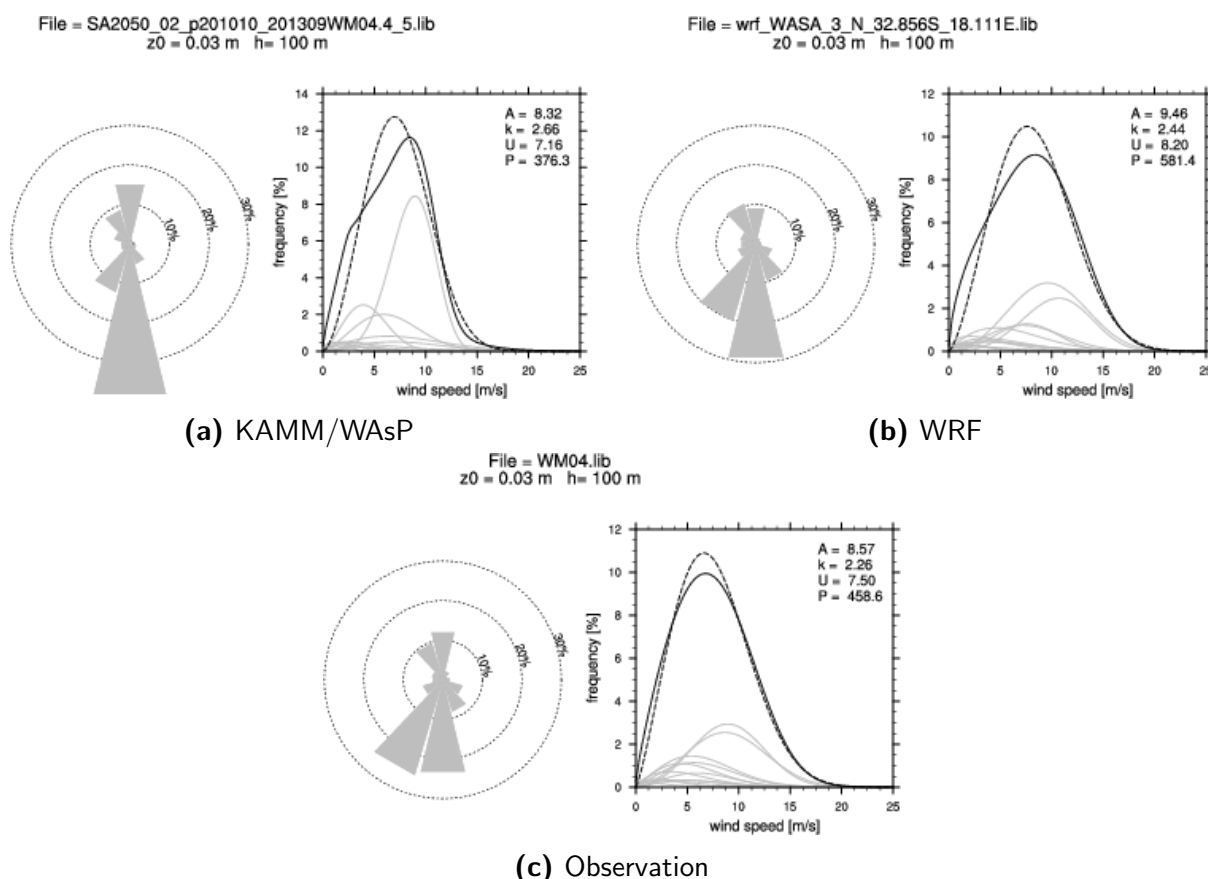 File = SA2050_02_p201010_201309WM04.4_5.lib
z0 = 0.03 m h= 100 m
10%
20%
30%
frequency [%]
14
12
10
8
6
4
2
0
A = 8.32
k = 2.66
U = 7.16
P = 376.3
0 5 10 15 20 25
wind speed [m/s]
(a) KAMM/WAsP
File = wrf_WASA_3_N_32.856S_18.111E.lib
z0 = 0.03 m h= 100 m
10%
20%
30%
frequency [%]
12
10
8
6
4
2
0
A = 9.46
k = 2.44
U = 8.20
P = 581.4
0 5 10 15 20 25
wind speed [m/s]
(b) WRF
File = WM04.lib
z0 = 0.03 m h= 100 m
10%
20%
30%
frequency [%]
12
10
8
6
4
2
0
A = 8.57
k = 2.26
U = 7.50
P = 458.6
0 5 10 15 20 25
wind speed [m/s]
(c) Observation